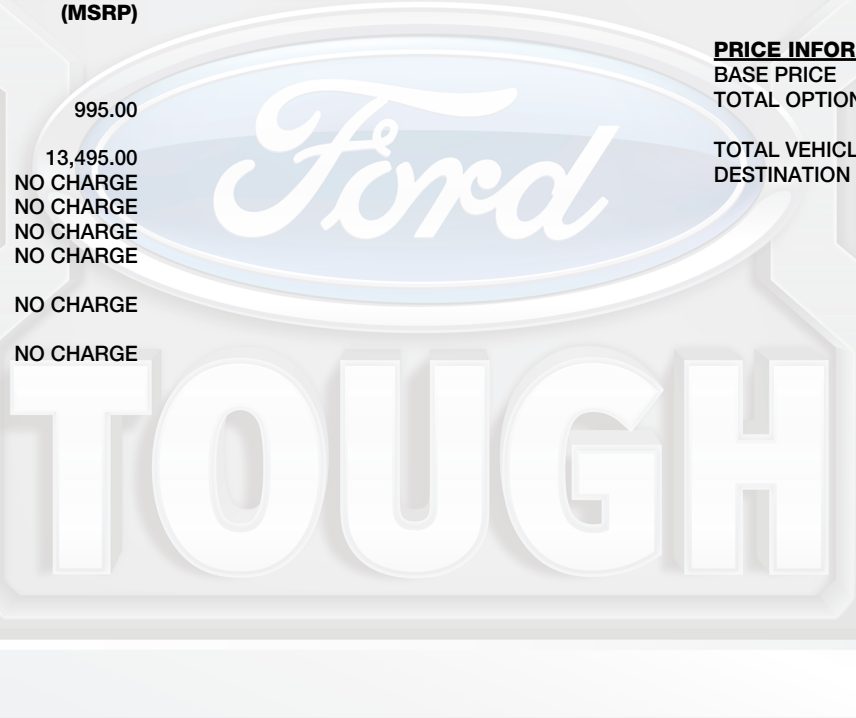 (MSRP)
995.00
13,495.00
NO CHARGE
NO CHARGE
NO CHARGE
NO CHARGE
NO CHARGE
NO CHARGE
PRICE INFOR
BASE PRICE
TOTAL OPTION
TOTAL VEHICL
DESTINATION
Ford
TOUGH